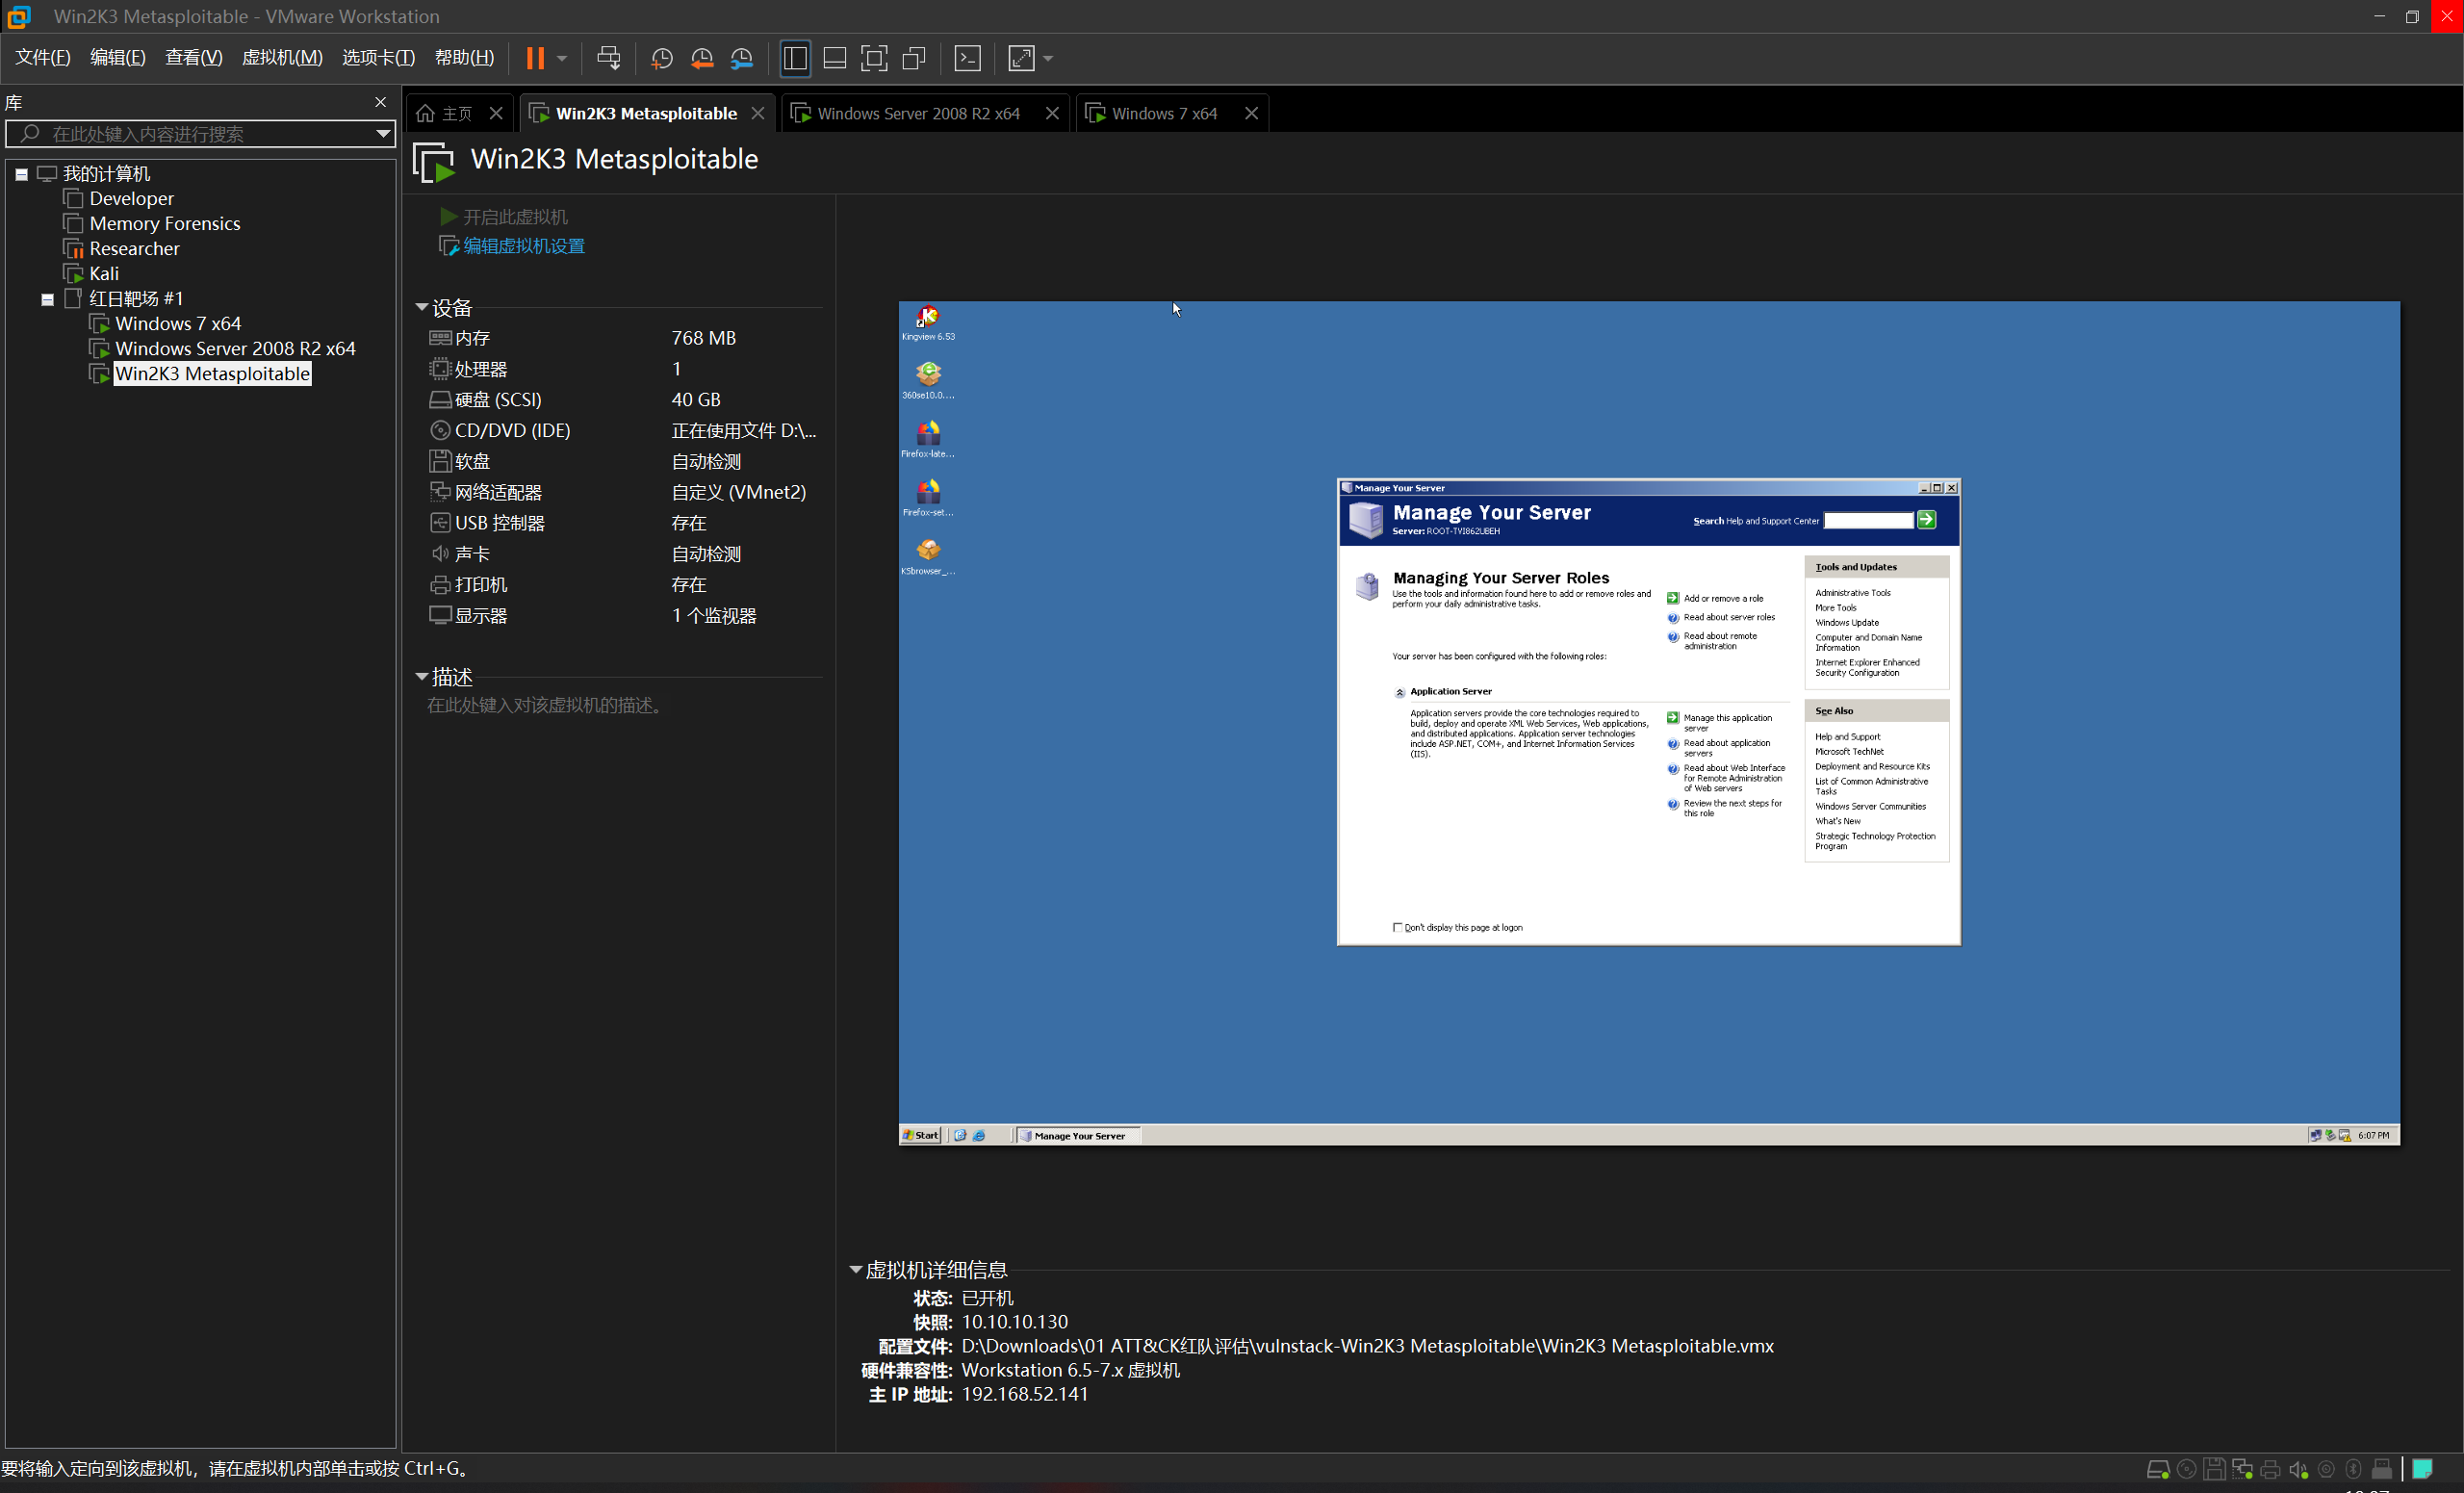 Win2K3 Metasploitable - VMware Workstation
文件(F) 编辑(E) 查看(V) 虚拟机(M) 选项卡(T) 帮助(H)
库
在此处键入内容进行搜索
我的计算机
Developer
Memory Forensics
Researcher
Kali
红日靶场 #1
Windows 7 x64
Windows Server 2008 R2 x64
Win2K3 Metasploitable
主页 Win2K3 Metasploitable Windows Server 2008 R2 x64 Windows 7 x64
Win2K3 Metasploitable
开启此虚拟机
编辑虚拟机设置
设备
内存 768 MB
处理器 1
硬盘 (SCSI) 40 GB
CD/DVD (IDE) 正在使用文件 D:\...
软盘 自动检测
网络适配器 自定义 (VMnet2)
USB 控制器 存在
声卡 自动检测
打印机 存在
显示器 1 个监视器
描述
在此处键入对该虚拟机的描述。
Kingview 6.53
360se10.0....
Firefox-late...
Firefox-set...
KSbrowser_...
Manage Your Server
Manage Your Server
Server: ROOT-TVI862UBEH
Search Help and Support Center
Managing Your Server Roles
Use the tools and information found here to add or remove roles and
perform your daily administrative tasks.
Add or remove a role
Read about server roles
Read about remote
administration
Your server has been configured with the following roles:
Application Server
Application servers provide the core technologies required to
build, deploy and operate XML Web Services, Web applications,
and distributed applications. Application server technologies
include ASP.NET, COM+, and Internet Information Services
(IIS).
Manage this application
server
Read about application
servers
Read about Web Interface
for Remote Administration
of Web servers
Review the next steps for
this role
Tools and Updates
Administrative Tools
More Tools
Windows Update
Computer and Domain Name
Information
Internet Explorer Enhanced
Security Configuration
See Also
Help and Support
Microsoft TechNet
Deployment and Resource Kits
List of Common Administrative
Tasks
Windows Server Communities
What's New
Strategic Technology Protection
Program
Don't display this page at logon
Start Manage Your Server 6:07 PM
虚拟机详细信息
状态: 已开机
快照: 10.10.10.130
配置文件: D:\Downloads\01 ATT&CK红队评估\vulnstack-Win2K3 Metasploitable\Win2K3 Metasploitable.vmx
硬件兼容性: Workstation 6.5-7.x 虚拟机
主 IP 地址: 192.168.52.141
要将输入定向到该虚拟机，请在虚拟机内部单击或按 Ctrl+G。